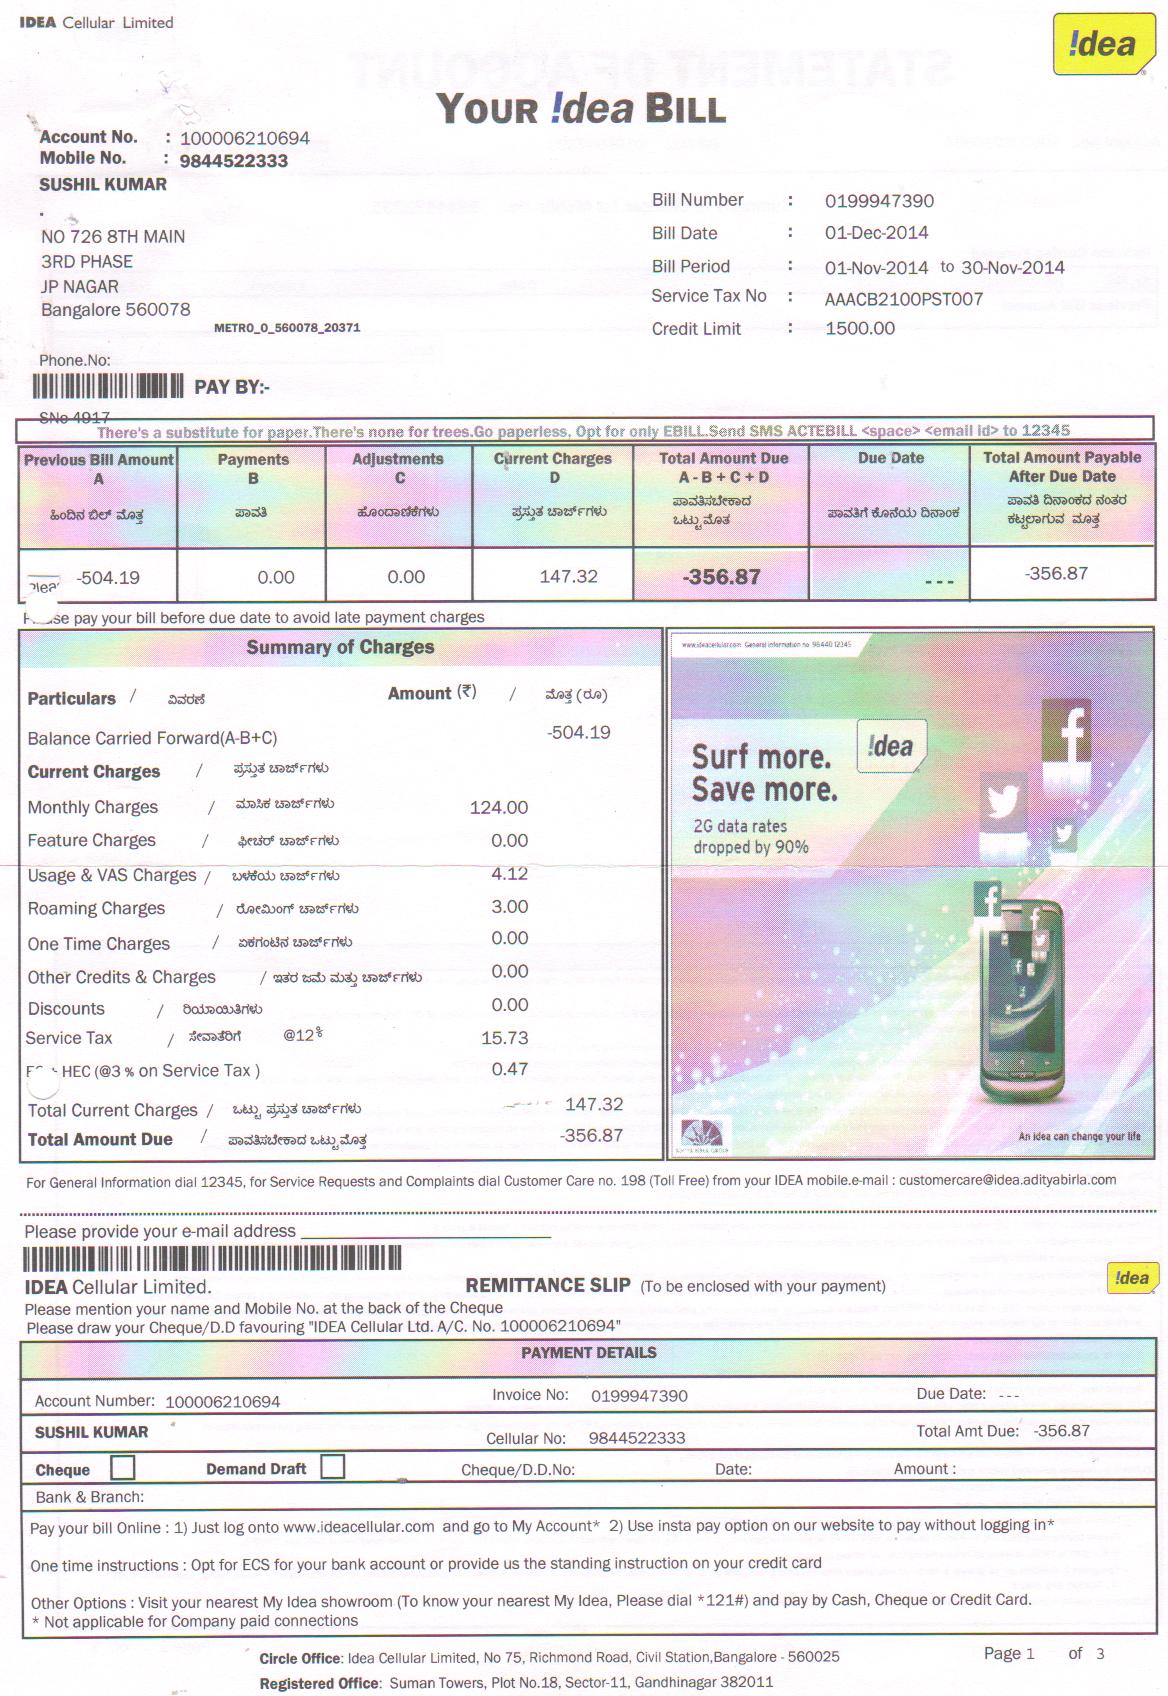 IDEA Cellular Limited
!dea
YOUR !dea BILL
Account No. : 100006210694
Mobile No. : 9844522333
SUSHIL KUMAR
.
NO 726 8TH MAIN
3RD PHASE
JP NAGAR
Bangalore 560078
METRO_0_560078_20371
Bill Number : 0199947390
Bill Date : 01-Dec-2014
Bill Period : 01-Nov-2014 to 30-Nov-2014
Service Tax No : AAACB2100PST007
Credit Limit : 1500.00
Phone.No:
PAY BY:-
SNo 4917
There's a substitute for paper.There's none for trees.Go paperless, Opt for only EBILL.Send SMS ACTEBILL <space> <email id> to 12345
Previous Bill Amount Payments Adjustments Current Charges Total Amount Due Due Date Total Amount Payable
A B C D A - B + C + D After Due Date
ಹಿಂದಿನ ಬಿಲ್ ಮೊತ್ತ ಪಾವತಿ ಹೊಂದಾಣಿಕೆಗಳು ಪ್ರಸ್ತುತ ಚಾರ್ಜ್‌ಗಳು ಪಾವತಿಸಬೇಕಾದ ಒಟ್ಟು ಮೊತ್ತ ಪಾವತಿಗೆ ಕೊನೆಯ ದಿನಾಂಕ ಪಾವತಿ ದಿನಾಂಕದ ನಂತರ ಕಟ್ಟಲಾಗುವ ಮೊತ್ತ
-504.19 0.00 0.00 147.32 -356.87 --- -356.87
se pay your bill before due date to avoid late payment charges
Summary of Charges
Particulars / ವಿವರಣೆ Amount (₹) / ಮೊತ್ತ (ರೂ)
Balance Carried Forward(A-B+C) -504.19
Current Charges / ಪ್ರಸ್ತುತ ಚಾರ್ಜ್‌ಗಳು
Monthly Charges / ಮಾಸಿಕ ಚಾರ್ಜ್‌ಗಳು 124.00
Feature Charges / ಫೀಚರ್ ಚಾರ್ಜ್‌ಗಳು 0.00
Usage & VAS Charges / ಬಳಕೆಯ ಚಾರ್ಜ್‌ಗಳು 4.12
Roaming Charges / ರೋಮಿಂಗ್ ಚಾರ್ಜ್‌ಗಳು 3.00
One Time Charges / ಏಕಗಂಟಿನ ಚಾರ್ಜ್‌ಗಳು 0.00
Other Credits & Charges / ಇತರ ಜಮೆ ಮತ್ತು ಚಾರ್ಜ್‌ಗಳು 0.00
Discounts / ರಿಯಾಯಿತಿಗಳು 0.00
Service Tax / ಸೇವಾತೆರಿಗೆ @12% 15.73
HEC (@3 % on Service Tax ) 0.47
Total Current Charges / ಒಟ್ಟು ಪ್ರಸ್ತುತ ಚಾರ್ಜ್‌ಗಳು 147.32
Total Amount Due / ಪಾವತಿಸಬೇಕಾದ ಒಟ್ಟು ಮೊತ್ತ -356.87
www.ideacellular.com General information no 98440 12345
!dea
Surf more.
Save more.
2G data rates
dropped by 90%
An idea can change your life
For General Information dial 12345, for Service Requests and Complaints dial Customer Care no. 198 (Toll Free) from your IDEA mobile.e-mail : customercare@idea.adityabirla.com
Please provide your e-mail address
IDEA Cellular Limited.
REMITTANCE SLIP (To be enclosed with your payment)
!dea
Please mention your name and Mobile No. at the back of the Cheque
Please draw your Cheque/D.D favouring "IDEA Cellular Ltd. A/C. No. 100006210694"
PAYMENT DETAILS
Account Number: 100006210694 Invoice No: 0199947390 Due Date: ---
SUSHIL KUMAR Cellular No: 9844522333 Total Amt Due: -356.87
Cheque Demand Draft Cheque/D.D.No: Date: Amount :
Bank & Branch:
Pay your bill Online : 1) Just log onto www.ideacellular.com and go to My Account* 2) Use insta pay option on our website to pay without logging in*
One time instructions : Opt for ECS for your bank account or provide us the standing instruction on your credit card
Other Options : Visit your nearest My Idea showroom (To know your nearest My Idea, Please dial *121#) and pay by Cash, Cheque or Credit Card.
* Not applicable for Company paid connections
Circle Office: Idea Cellular Limited, No 75, Richmond Road, Civil Station,Bangalore - 560025
Page 1 of 3
Registered Office: Suman Towers, Plot No.18, Sector-11, Gandhinagar 382011